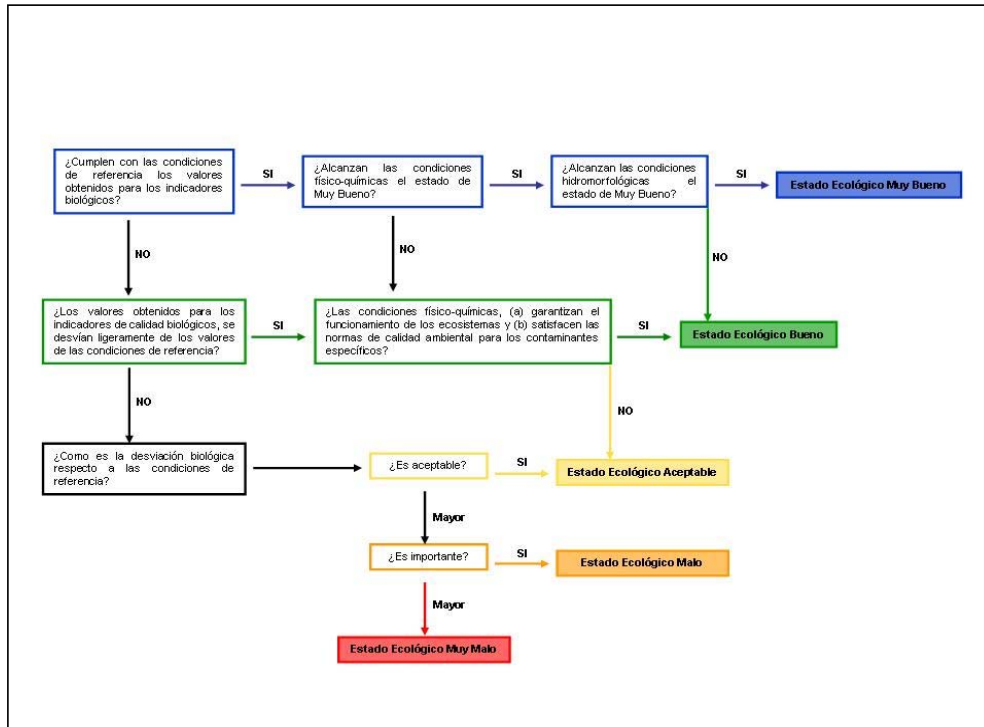 ¿Cumplen con las condiciones
de referencia los valores
obtenidos para los indicadores
biológicos?
SI
¿Alcanzan las condiciones
físico-químicas el estado de
Muy Bueno?
SI
¿Alcanzan las condiciones
hidromorfológicas el
estado de Muy Bueno?
SI
Estado Ecológico Muy Bueno
NO
NO
NO
¿Los valores obtenidos para los
indicadores de calidad biológicos, se
desvían ligeramente de los valores
de las condiciones de referencia?
SI
¿Las condiciones físico-químicas, (a) garantizan el
funcionamiento de los ecosistemas y (b) satisfacen las
normas de calidad ambiental para los contaminantes
específicos?
SI
Estado Ecológico Bueno
NO
NO
¿Como es la desviación biológica
respecto a las condiciones de
referencia?
¿Es aceptable?
SI
Estado Ecológico Aceptable
Mayor
¿Es importante?
SI
Estado Ecológico Malo
Mayor
Estado Ecológico Muy Malo